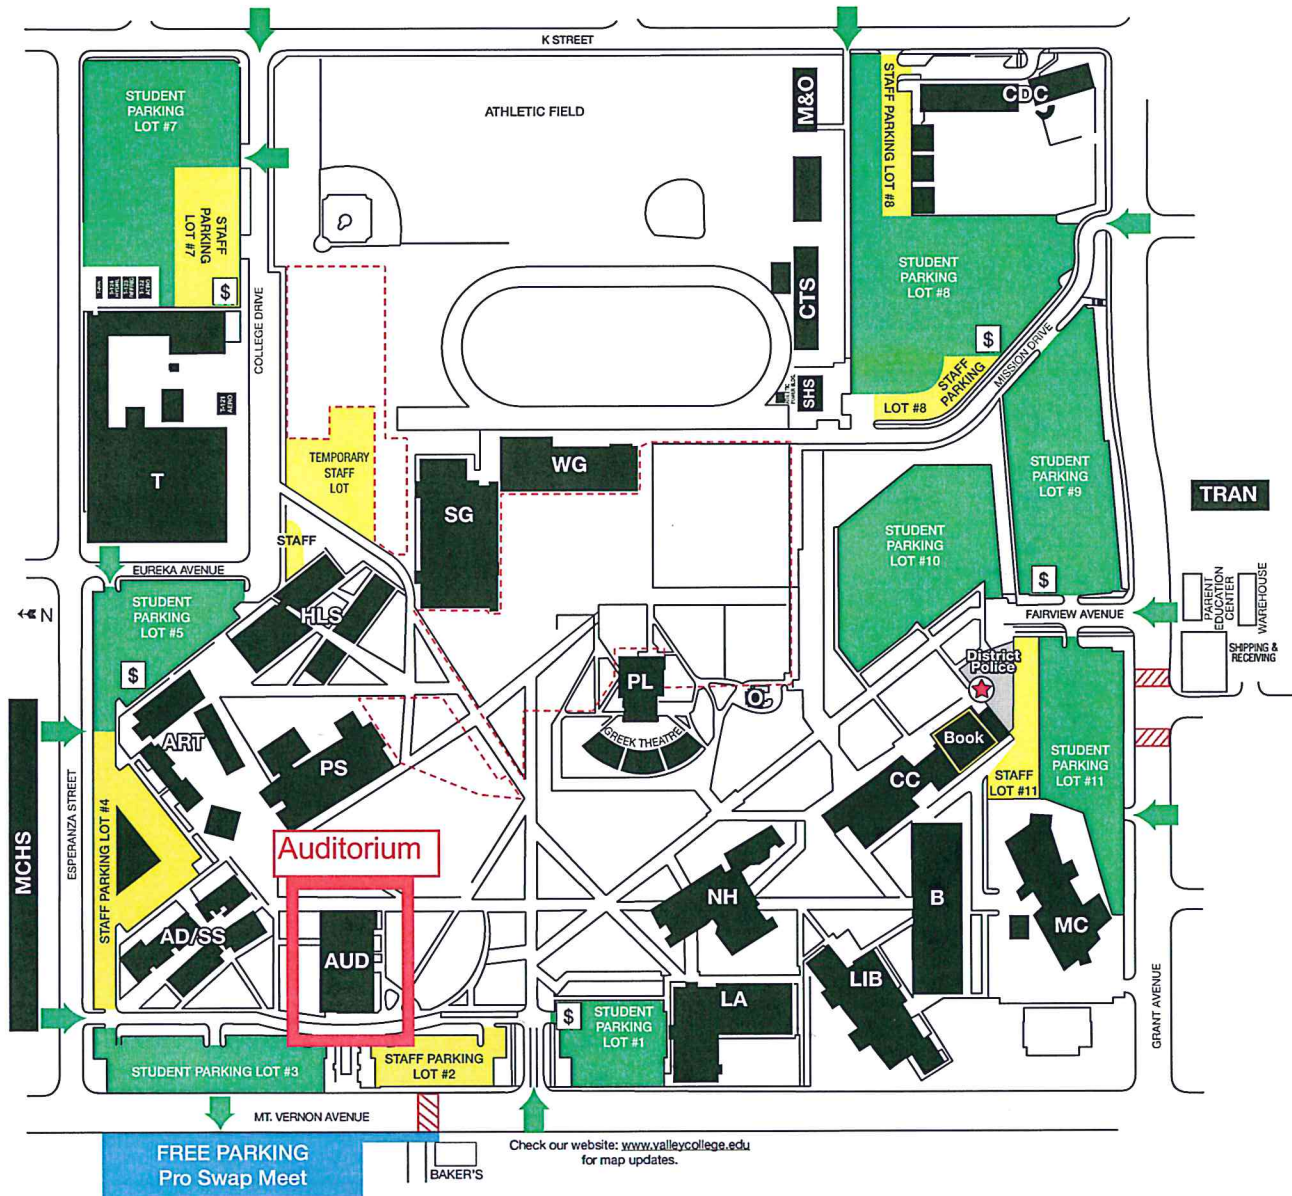 K STREET
STUDENT
PARKING
LOT #7
STAFF
PARKING
LOT #7
$
COLLEGE DRIVE
ATHLETIC FIELD
M&O
STAFF PARKING LOT #8
CDC
STUDENT
PARKING
LOT #8
CTS
$
MISSION DRIVE
STAFF
PARKING
LOT #8
SHS
T-121
AERO
T
TEMPORARY
STAFF
LOT
STAFF
SG
WG
STUDENT
PARKING
LOT #9
STUDENT
PARKING
LOT #10
$
TRAN
EUREKA AVENUE
FAIRVIEW AVENUE
PARENT
EDUCATION
CENTER
WAREHOUSE
SHIPPING &
RECEIVING
N
STUDENT
PARKING
LOT #5
$
HLS
District
Police
PL
O
GREEK THEATRE
ART
PS
Book
CC
STAFF
LOT #11
STUDENT
PARKING
LOT #11
MCHS
ESPERANZA STREET
STAFF PARKING LOT #4
Auditorium
AD/SS
AUD
NH
B
MC
LIB
LA
$
STUDENT
PARKING
LOT #1
GRANT AVENUE
STUDENT PARKING LOT #3
STAFF PARKING
LOT #2
MT. VERNON AVENUE
FREE PARKING
Pro Swap Meet
BAKER'S
Check our website: www.valleycollege.edu
for map updates.